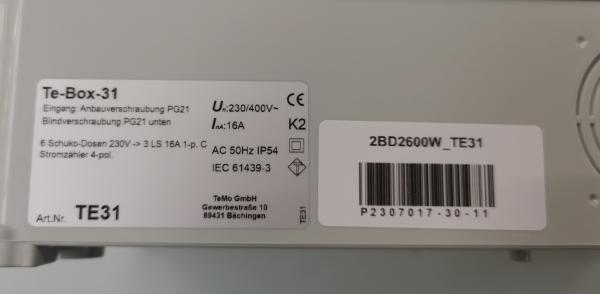 Te-Box-31
Eingang: Anbauverschraubung PG21
Blindverschraubung PG21 unten
6 Schuko-Dosen 230V -> 3 LS 16A 1-p. C
Stromzähler 4-pol.
Art.Nr. TE31
Un:230/400V~
InA:16A
AC 50Hz IP54
IEC 61439-3
CE
K2
TeMo GmbH
Gewerbestraße 10
89431 Bächingen
TE31
2BD2600W_TE31
P2307017-30-11